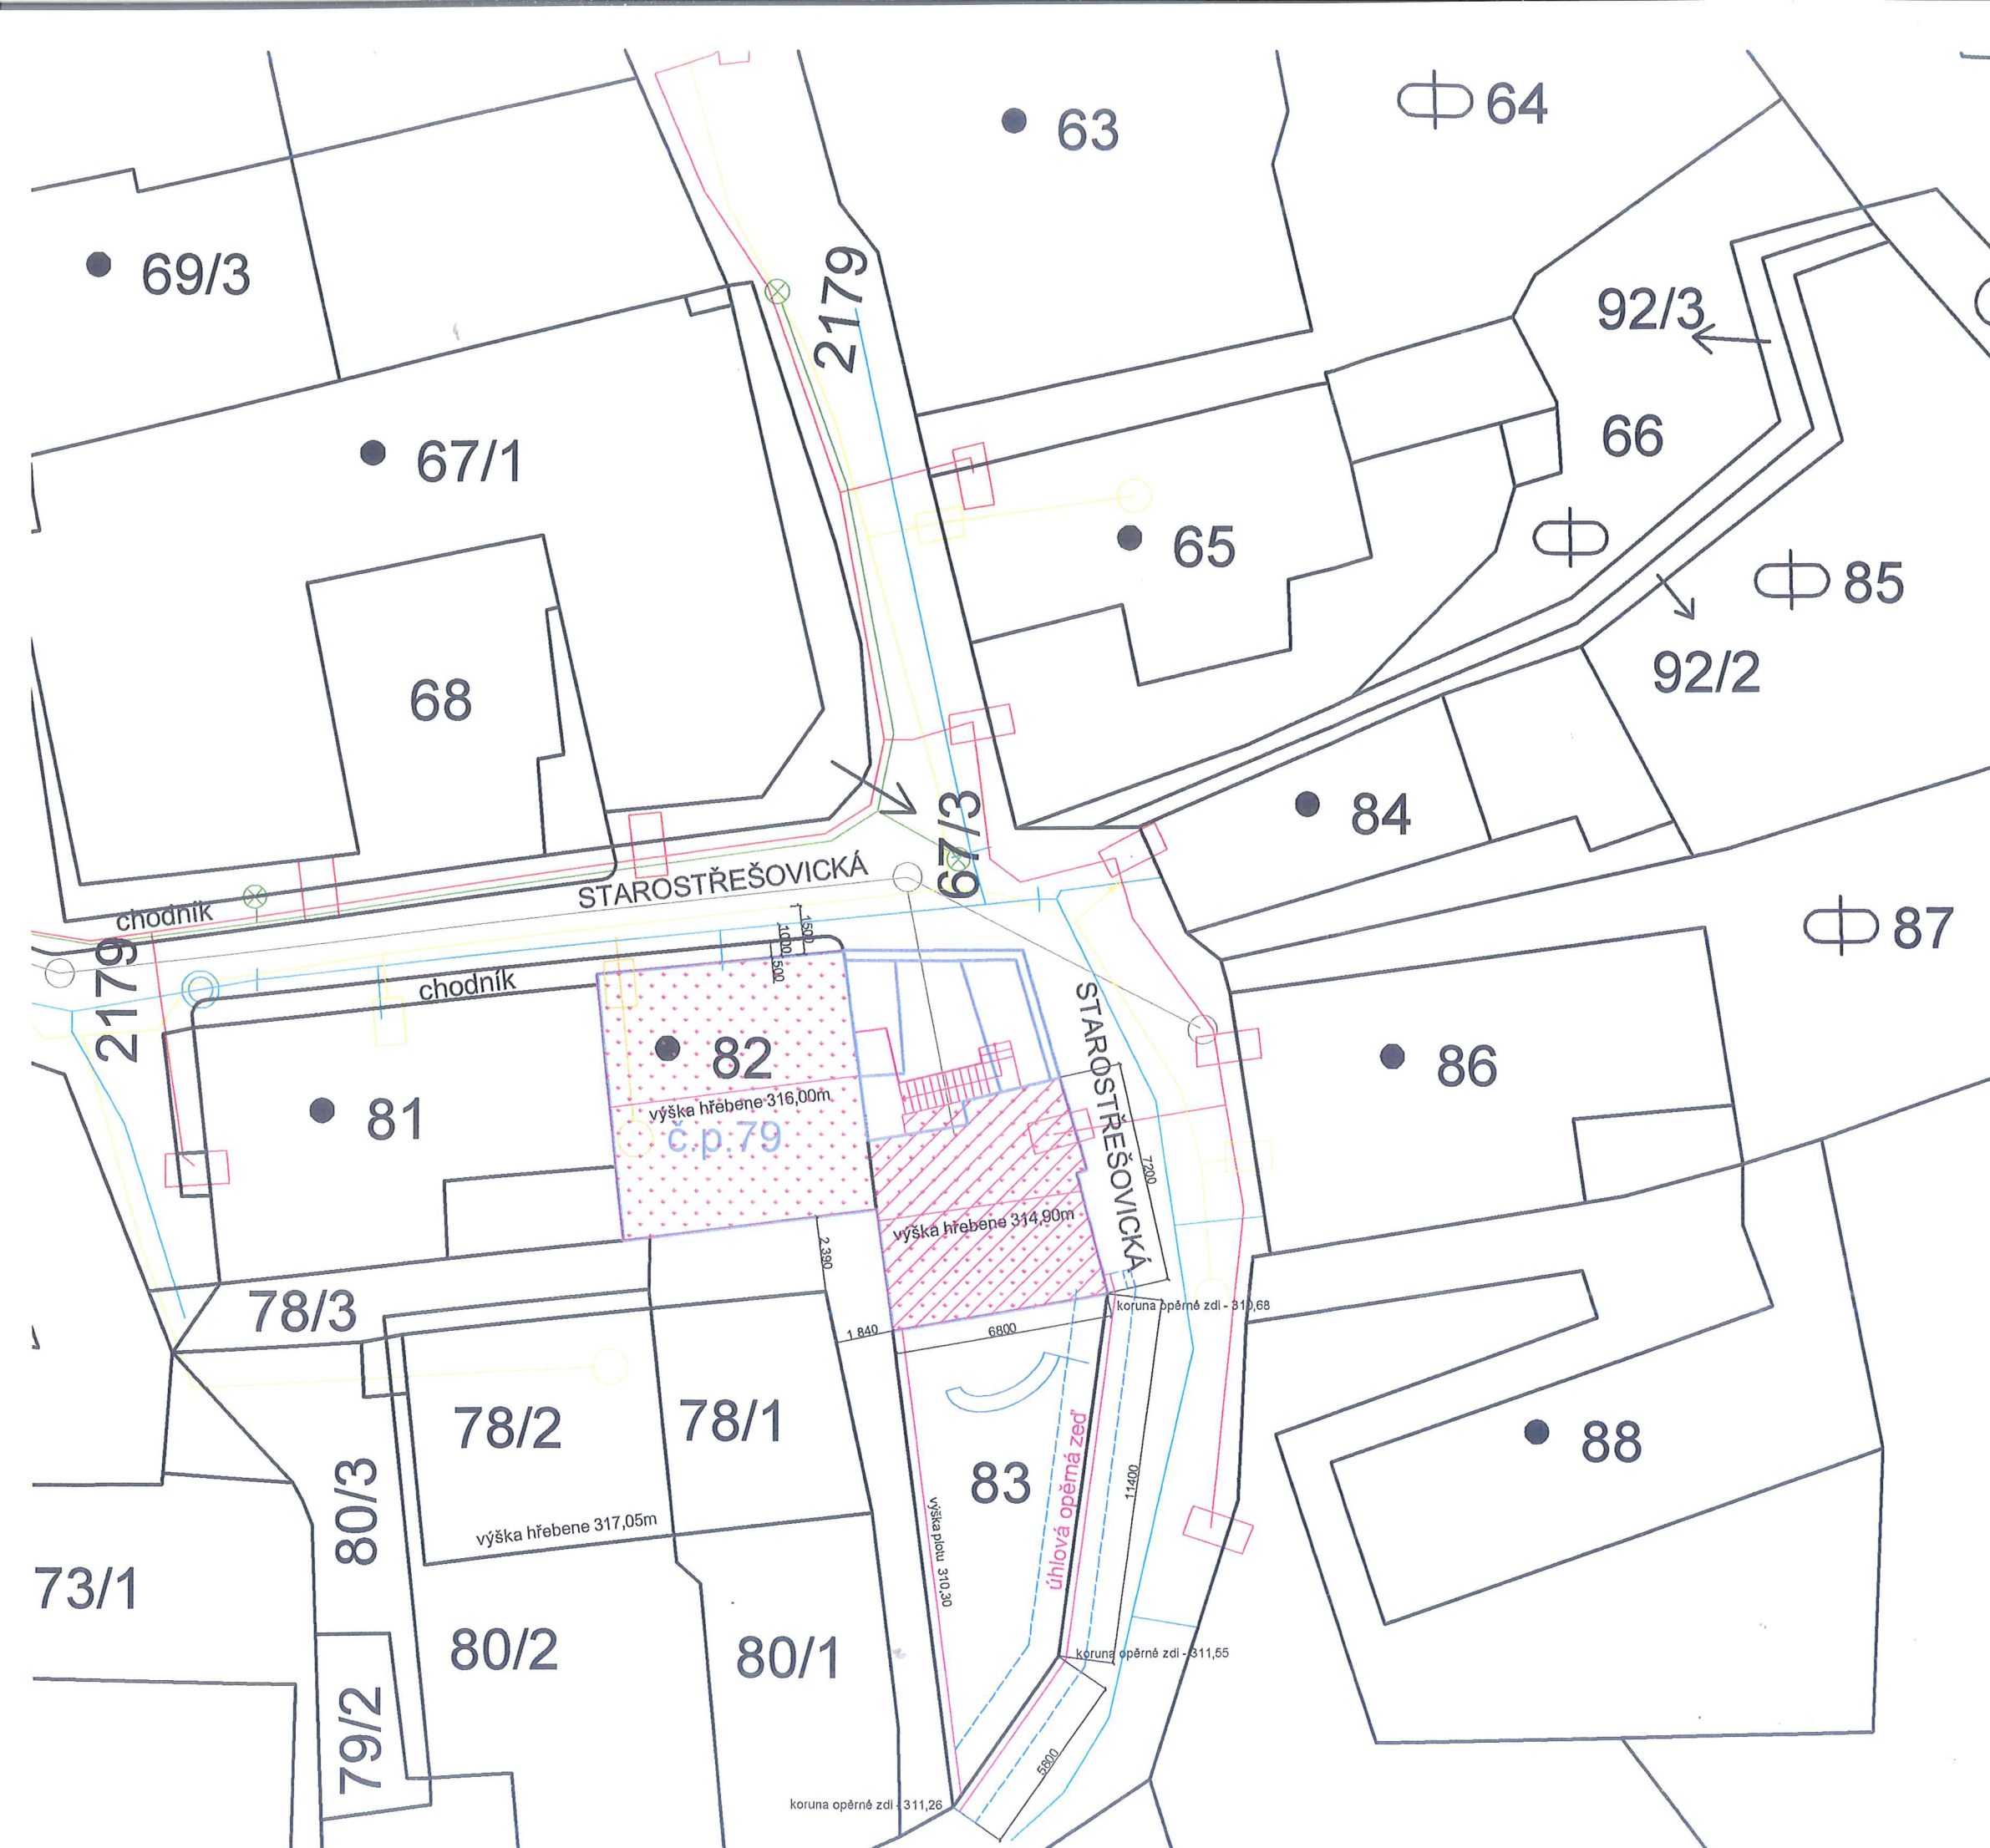 63
64
69/3
2179
92/3
67/1
66
65
85
68
92/2
67/3
84
STAROSTŘEŠOVICKÁ
chodník
87
2179
chodník
1500
1000
500
STAROSTŘEŠOVICKÁ
82
86
81
výška hřebene 316,00m
č.p.79
7200
výška hřebene 314,90m
2 390
78/3
koruna opěrné zdi - 310,68
1 840
6800
78/2
78/1
88
83
úhlová opěrná zeď
11400
80/3
výška hřebene 317,05m
výška plotu 310,30
73/1
80/2
80/1
koruna opěrné zdi - 311,55
79/2
5800
koruna opěrné zdi - 311,26